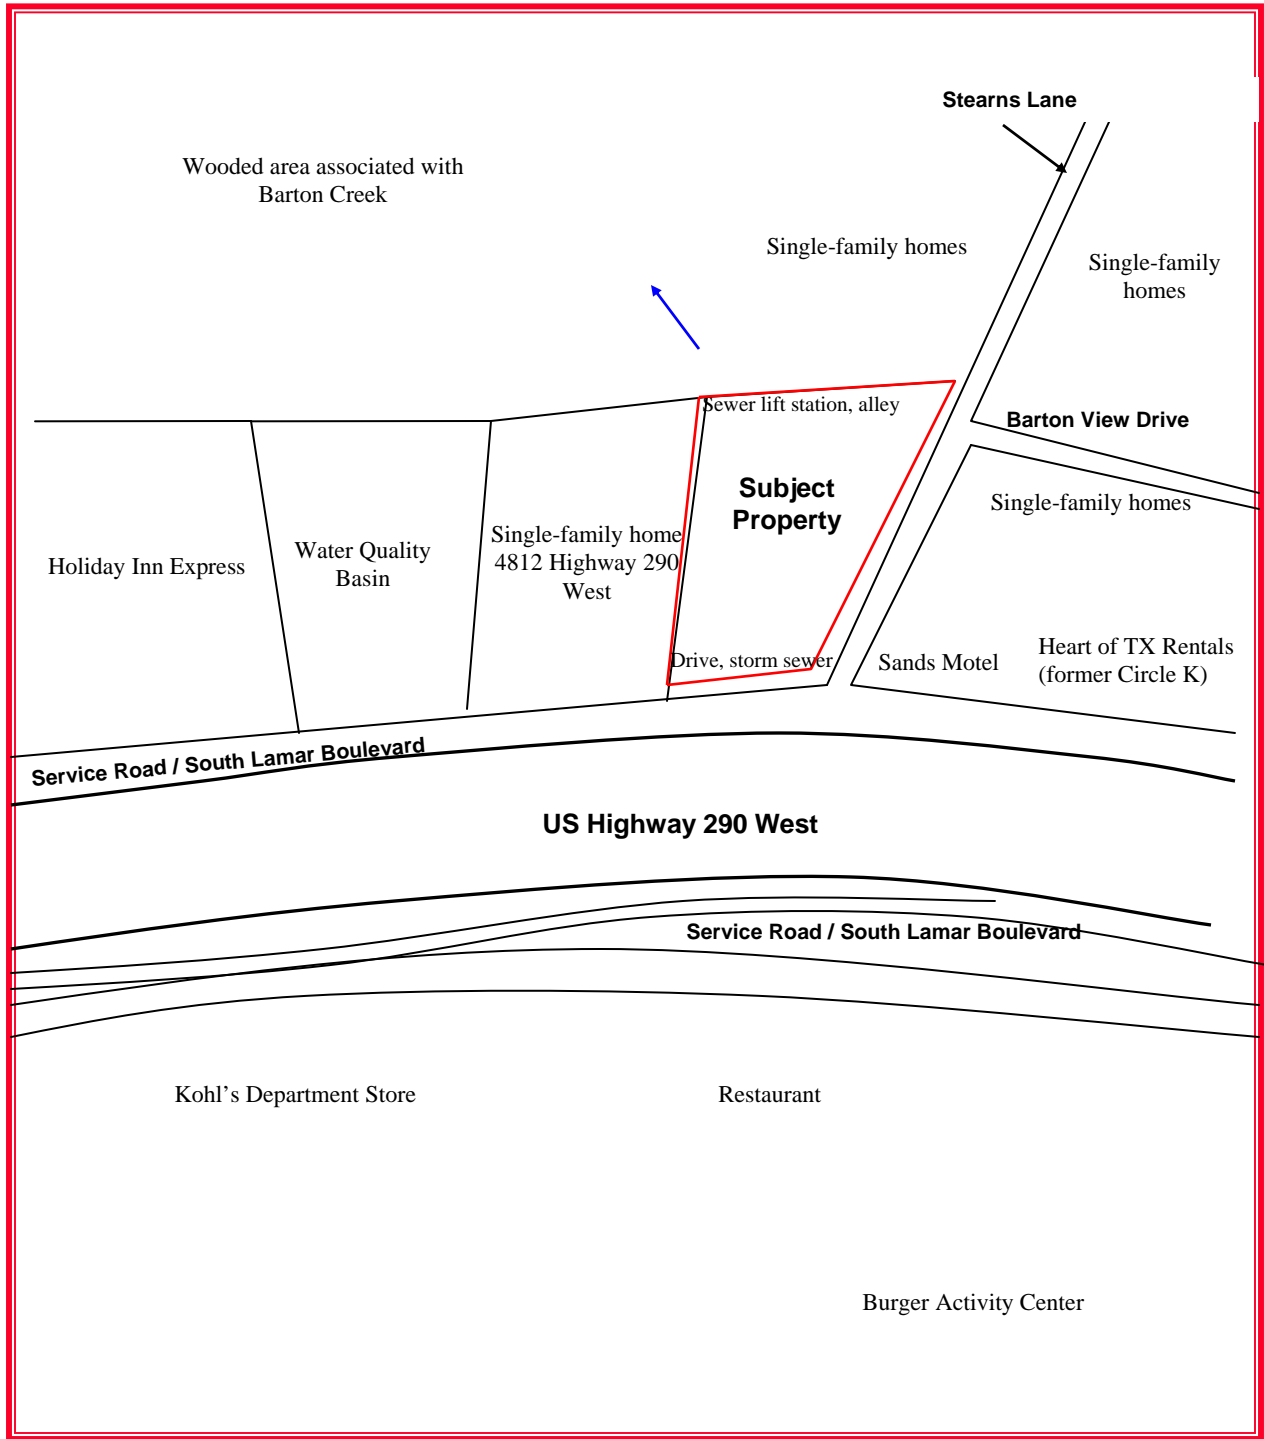 Stearns Lane
Wooded area associated with
Barton Creek
Single-family homes
Single-family
homes
Sewer lift station, alley
Barton View Drive
Subject
Property
Single-family homes
Single-family home
4812 Highway 290
West
Water Quality
Basin
Holiday Inn Express
Drive, storm sewer
Sands Motel
Heart of TX Rentals
(former Circle K)
Service Road / South Lamar Boulevard
US Highway 290 West
Service Road / South Lamar Boulevard
Kohl's Department Store
Restaurant
Burger Activity Center